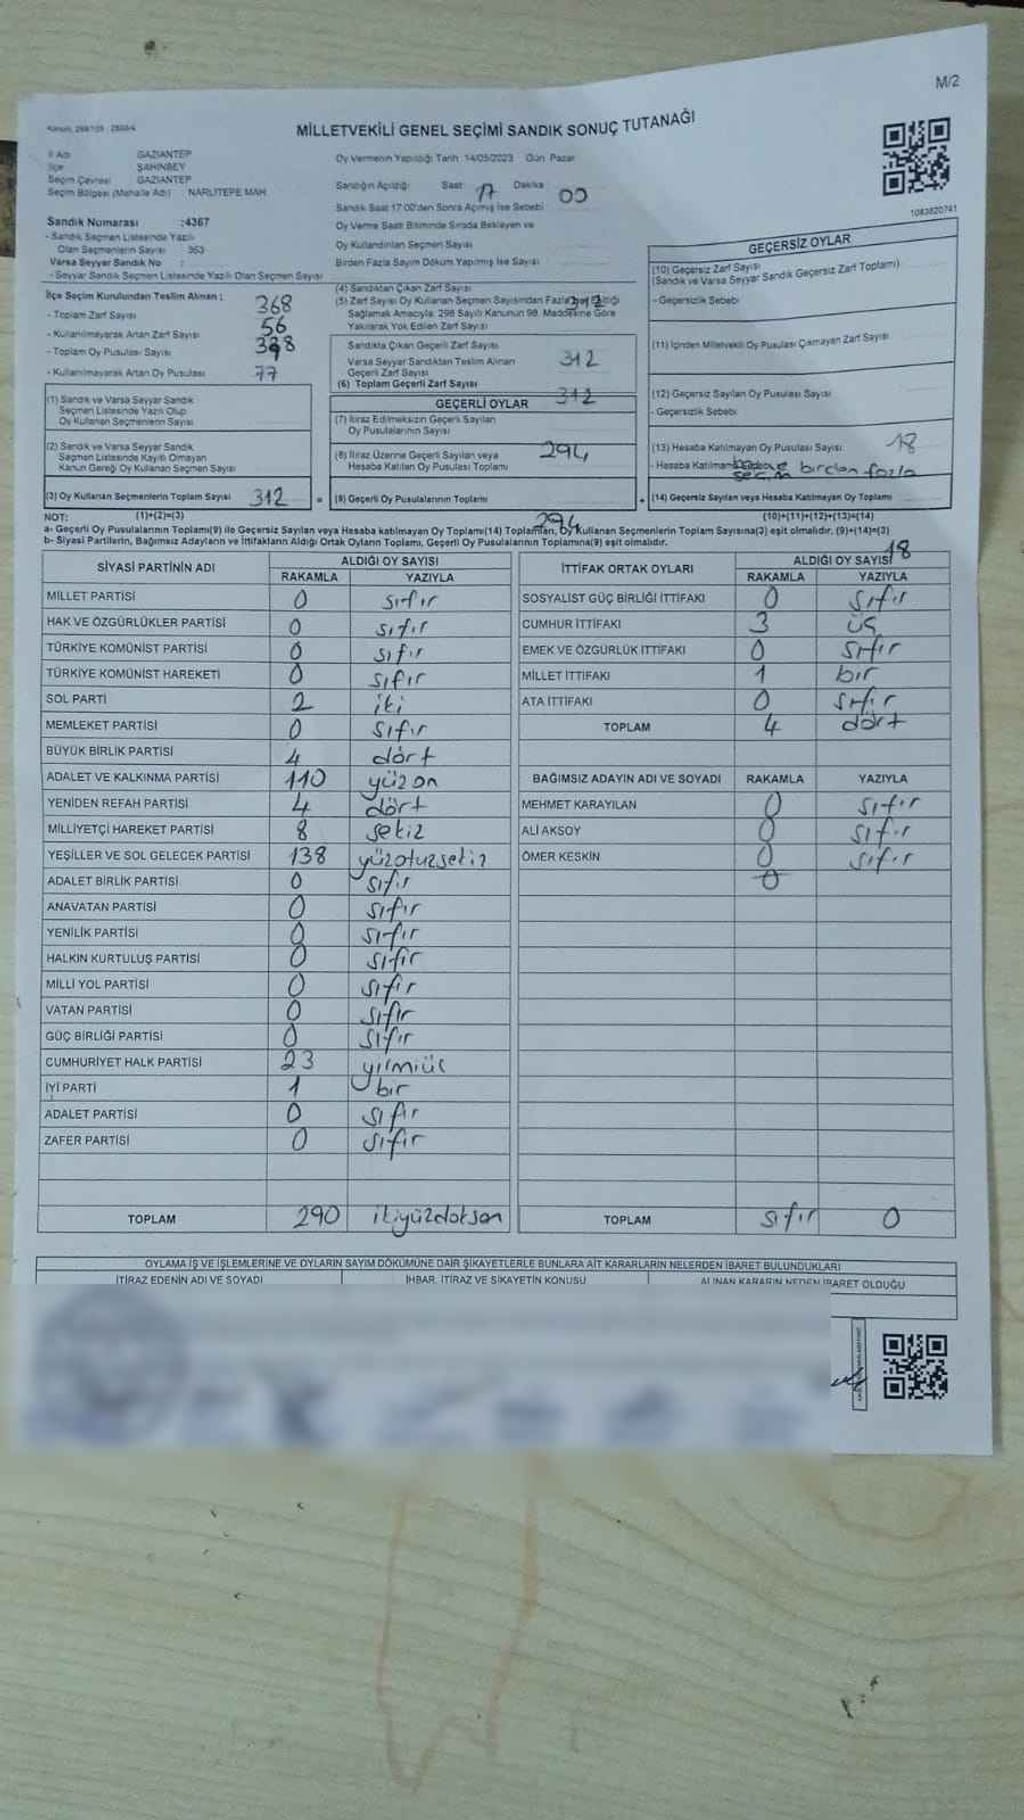 M/2
MİLLETVEKİLİ GENEL SEÇİMİ SANDIK SONUÇ TUTANAĞI
İl Adı : GAZİANTEP
İlçe : ŞAHİNBEY
Seçim Çevresi : GAZİANTEP
Seçim Bölgesi (Mahalle Adı) : NARLITEPE MAH
Sandık Numarası :4367
- Sandık Seçmen Listesinde Yazılı
Olan Seçmenlerin Sayısı : 363
Varsa Seyyar Sandık No :
- Seyyar Sandık Seçmen Listesinde Yazılı Olan Seçmen Sayısı
Oy Vermenin Yapıldığı Tarih : 14/05/2023 Gün Pazar
Sandığın Açıldığı Saat 17 Dakika 00
Sandık Saat 17:00'den Sonra Açılmış İse Sebebi
Oy Verme Saati Bitiminde Sırada Bekleyen ve
Oy Kullandırılan Seçmen Sayısı
Birden Fazla Sayım Döküm Yapılmış İse Sayısı
1083820741
İlçe Seçim Kurulundan Teslim Alınan :
- Toplam Zarf Sayısı 368
- Kullanılmayarak Artan Zarf Sayısı 56
- Toplam Oy Pusulası Sayısı
- Kullanılmayarak Artan Oy Pusulası 77
(1) Sandık ve Varsa Seyyar Sandık
Seçmen Listesinde Yazılı Olup
Oy Kullanan Seçmen Sayısı
(2) Sandık ve Varsa Seyyar Sandık
Seçmen Listesinde Kayıtlı Olmayan
Kanun Gereği Oy Kullanan Seçmen Sayısı
(3) Oy Kullanan Seçmenlerin Toplam Sayısı 312
(1)+(2)=(3)
(4) Sandıktan Çıkan Zarf Sayısı
(5) Zarf Sayısı Oy Kullanan Seçmen Sayısından Fazla
Sağlamak Amacıyla 298 Sayılı Kanunun 98. Maddesine Göre
Yakılarak Yok Edilen Zarf Sayısı
Sandıkta Çıkan Geçerli Zarf Sayısı 312
Varsa Seyyar Sandıktan Teslim Alınan
Geçerli Zarf Sayısı
(6) Toplam Geçerli Zarf Sayısı 312
GEÇERLİ OYLAR
(7) İtiraz Edilmeksizin Geçerli Sayılan
Oy Pusulalarının Sayısı
(8) İtiraz Üzerine Geçerli Sayılan veya
Hesaba Katılan Oy Pusulası Toplamı 294
= (9) Geçerli Oy Pusulalarının Toplamı 294
GEÇERSİZ OYLAR
(10) Geçersiz Zarf Sayısı
(Sandık ve Varsa Seyyar Sandık Geçersiz Zarf Toplamı)
- Geçersizlik Sebebi
(11) İçinden Milletvekili Oy Pusulası Çıkmayan Zarf Sayısı
(12) Geçersiz Sayılan Oy Pusulası Sayısı
- Geçersizlik Sebebi
(13) Hesaba Katılmayan Oy Pusulası Sayısı 18
- Hesaba birden fazla
seçim
+ (14) Geçersiz Sayılan veya Hesaba Katılmayan Oy Toplamı
(10)+(11)+(12)+(13)=(14)
18
NOT:
a- Geçerli Oy Pusulaları Toplamı(9) ile Geçersiz Sayılan veya Hesaba katılmayan Oy Toplamı(14) Toplamları, Oy Kullanan Seçmenlerin Toplam Sayısına(3) eşit olmalıdır. (9)+(14)=(3)
b- Siyasi Partilerin, Bağımsız Adayların ve İttifakların Aldığı Ortak Oyların Toplamı, Geçerli Oy Pusulalarının Toplamına(9) eşit olmalıdır.
SİYASİ PARTİNİN ADI ALDIĞI OY SAYISI
RAKAMLA YAZIYLA
MİLLET PARTİSİ 0 sıfır
HAK VE ÖZGÜRLÜKLER PARTİSİ 0 sıfır
TÜRKİYE KOMÜNİST PARTİSİ 0 sıfır
TÜRKİYE KOMÜNİST HAREKETİ 0 sıfır
SOL PARTİ 2 iki
MEMLEKET PARTİSİ 0 sıfır
BÜYÜK BİRLİK PARTİSİ 4 dört
ADALET VE KALKINMA PARTİSİ 110 yüzon
YENİDEN REFAH PARTİSİ 4 dört
MİLLİYETÇİ HAREKET PARTİSİ 8 sekiz
YEŞİLLER VE SOL GELECEK PARTİSİ 138 yüzotuzsekiz
ADALET BİRLİK PARTİSİ 0 sıfır
ANAVATAN PARTİSİ 0 sıfır
YENİLİK PARTİSİ 0 sıfır
HALKIN KURTULUŞ PARTİSİ 0 sıfır
MİLLİ YOL PARTİSİ 0 sıfır
VATAN PARTİSİ 0 sıfır
GÜÇ BİRLİĞİ PARTİSİ 0 sıfır
CUMHURİYET HALK PARTİSİ 23 yirmiüç
İYİ PARTİ 1 bir
ADALET PARTİSİ 0 sıfır
ZAFER PARTİSİ 0 sıfır
TOPLAM 290 ikiyüzdoksan
İTTİFAK ORTAK OYLARI ALDIĞI OY SAYISI
RAKAMLA YAZIYLA
SOSYALİST GÜÇ BİRLİĞİ İTTİFAKI 0 sıfır
CUMHUR İTTİFAKI 3 üç
EMEK VE ÖZGÜRLÜK İTTİFAKI 0 sıfır
MİLLET İTTİFAKI 1 bir
ATA İTTİFAKI 0 sıfır
TOPLAM 4 dört
BAĞIMSIZ ADAYIN ADI VE SOYADI RAKAMLA YAZIYLA
MEHMET KARAYILAN 0 sıfır
ALİ AKSOY 0 sıfır
ÖMER KESKİN 0 sıfır
0
TOPLAM sıfır 0
OYLAMA İŞ VE İŞLEMLERİNE VE OYLARIN SAYIM DÖKÜMÜNE DAİR ŞİKAYETLERLE BUNLARA AİT KARARLARIN NELERDEN İBARET BULUNDUKLARI
İTİRAZ EDENİN ADI VE SOYADI İHBAR, İTİRAZ VE ŞİKAYETİN KONUSU ALINAN KARARIN NEDEN İBARET OLDUĞU